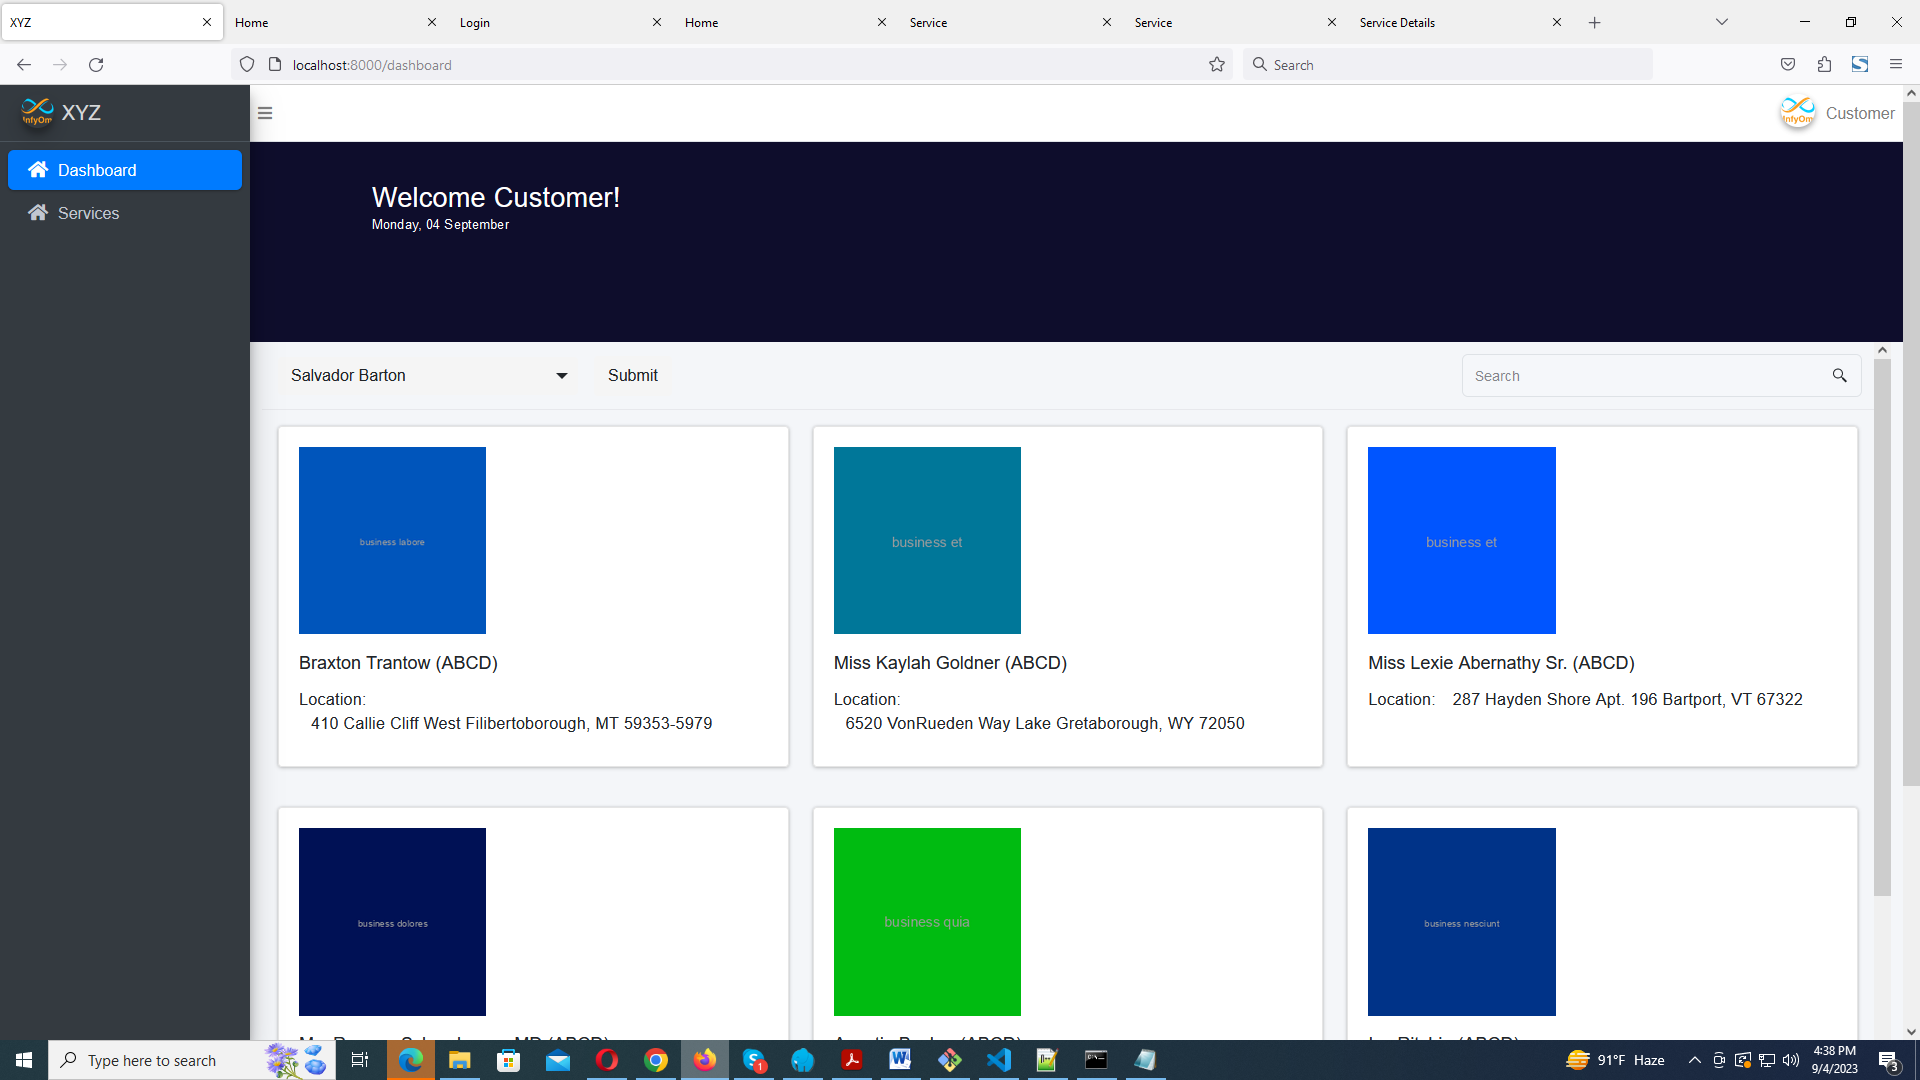 XYZ
Home
Login
Home
Service
Service
Service Details
localhost:8000/dashboard
Search
InfyOm
XYZ
InfyOm
Customer
Dashboard
Services
Welcome Customer!
Monday, 04 September
Salvador Barton
Submit
Search
business labore
business et
business et
Braxton Trantow (ABCD)
Miss Kaylah Goldner (ABCD)
Miss Lexie Abernathy Sr. (ABCD)
Location:
410 Callie Cliff West Filibertoborough, MT 59353-5979
Location:
6520 VonRueden Way Lake Gretaborough, WY 72050
Location: 287 Hayden Shore Apt. 196 Bartport, VT 67322
business dolores
business quia
business nesciunt
Type here to search
1
91°F Haze
4:38 PM
9/4/2023
3